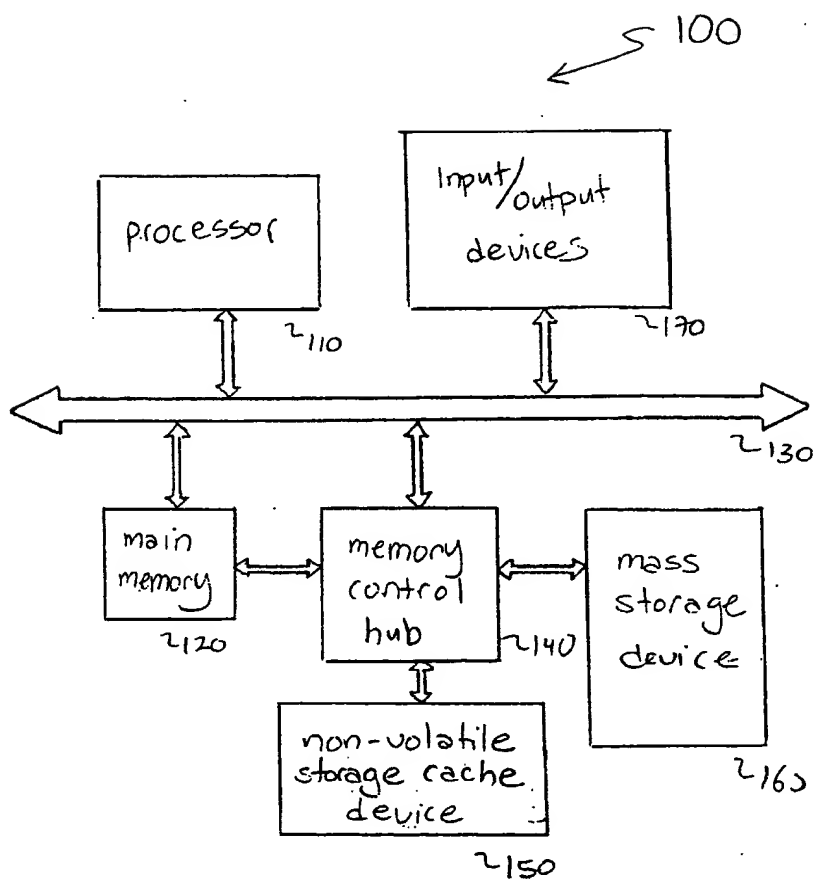 100
processor
110
Input/output
devices
170
130
main
memory
120
memory
control
hub
140
mass
storage
device
160
non-volatile
storage cache
device
150